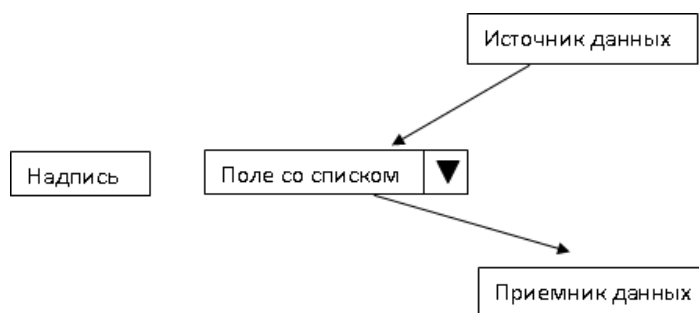 Источник данных
Надпись
Поле со списком
Приемник данных